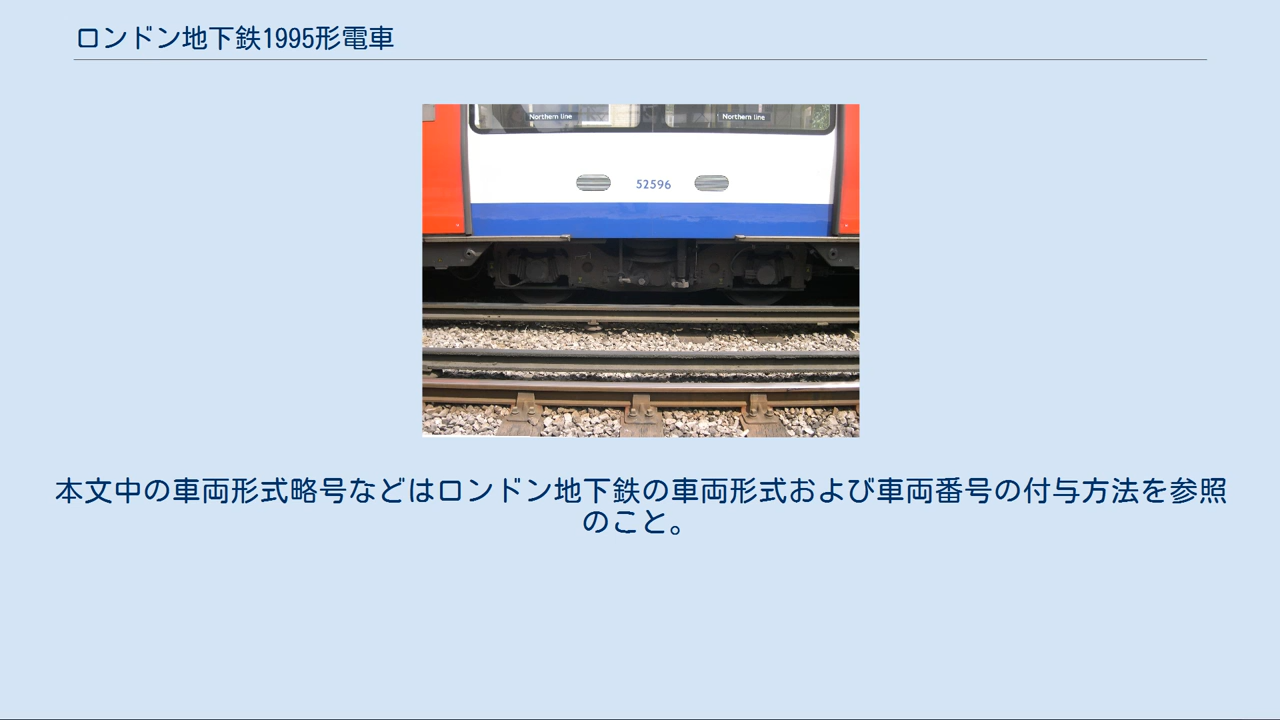 ロンドン地下鉄1995形電車
Northern line
Northern line
52596
本文中の車両形式略号などはロンドン地下鉄の車両形式および車両番号の付与方法を参照
のこと。